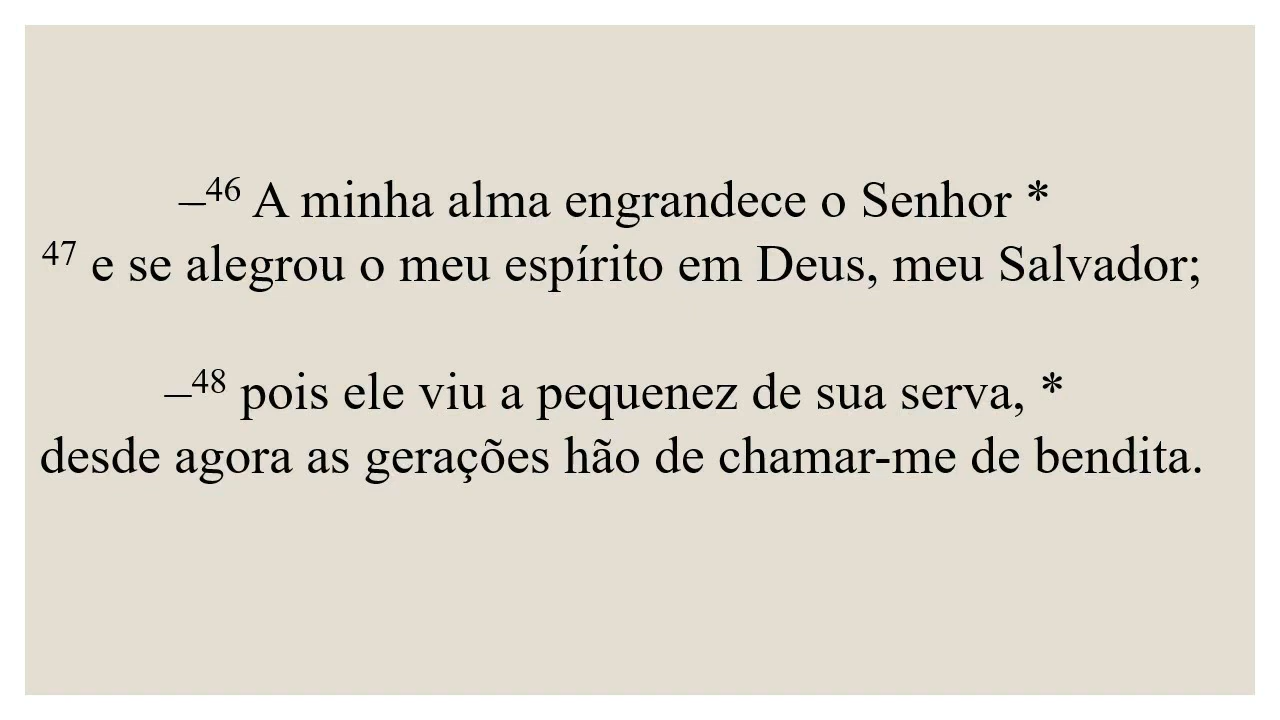 –46 A minha alma engrandece o Senhor *
47 e se alegrou o meu espírito em Deus, meu Salvador;
–48 pois ele viu a pequenez de sua serva, *
desde agora as gerações hão de chamar-me de bendita.